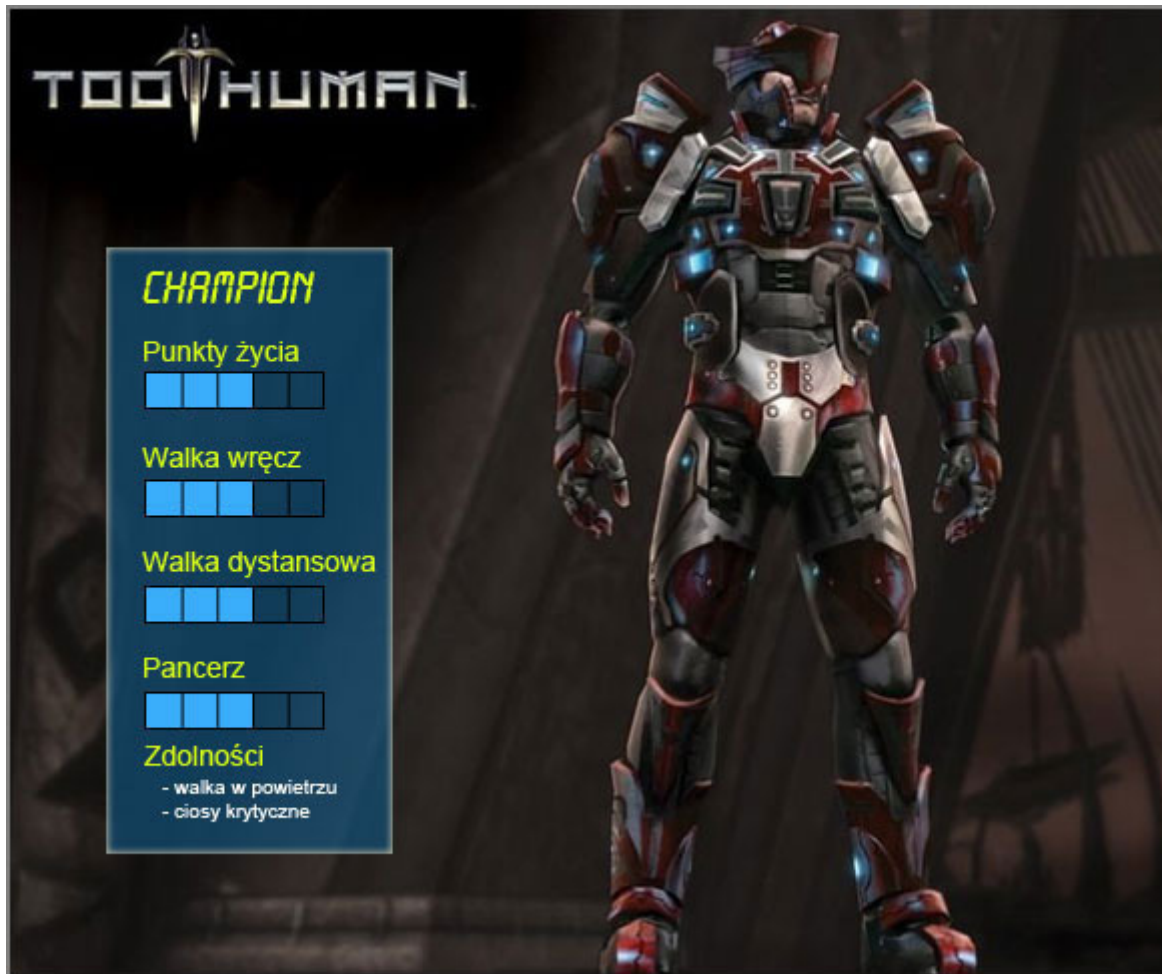 TOO HUMAN
CHAMPION
Punkty życia
Walka wręcz
Walka dystansowa
Pancerz
Zdolności
- walka w powietrzu
- ciosy krytyczne